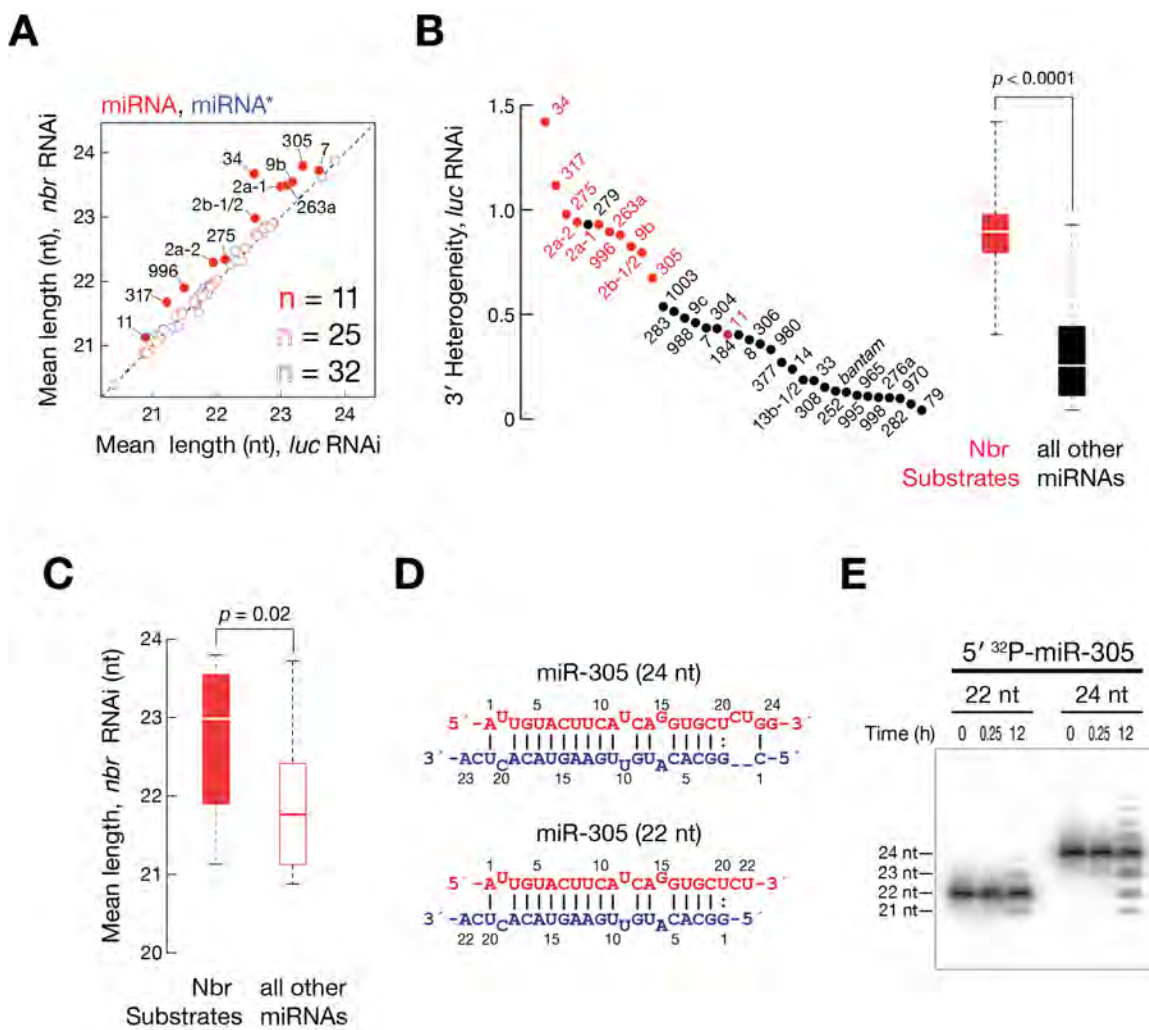 A
miRNA, miRNA*
Mean length (nt), nbr RNAi
24
23
22
21
34
305
7
9b
2a-1
263a
2b-1/2
2a-2
275
996
317
11
n = 11
n = 25
n = 32
21 22 23 24
Mean length (nt), luc RNAi
B
3′ Heterogeneity, luc RNAi
1.5
1.0
0.5
0
34
317
275
279
263a
9b
2a-2
2a-1
996
2b-1/2
305
1003
9c
304
11
306
980
283
988
7
184
8
377
14
33
bantam
965
276a
970
13b-1/2
308
252
995
998
282
79
p < 0.0001
Nbr
Substrates
all other
miRNAs
C
p = 0.02
Mean length, nbr RNAi (nt)
24
23
22
21
20
Nbr
Substrates
all other
miRNAs
D
miR-305 (24 nt)
1 5 10 15 20 24
5´-AUUGUACUUCAUCAGGUGCUCUGG-3´
3´-ACUCACAUGAAGUUGUACACGG__C-5´
23 20 15 10 5 1
miR-305 (22 nt)
1 5 10 15 20 22
5´-AUUGUACUUCAUCAGGUGCUCU-3´
3´-ACUCACAUGAAGUUGUACACGG-5´
22 20 15 10 5 1
E
5′ 32P-miR-305
22 nt 24 nt
Time (h) 0 0.25 12 0 0.25 12
24 nt
23 nt
22 nt
21 nt